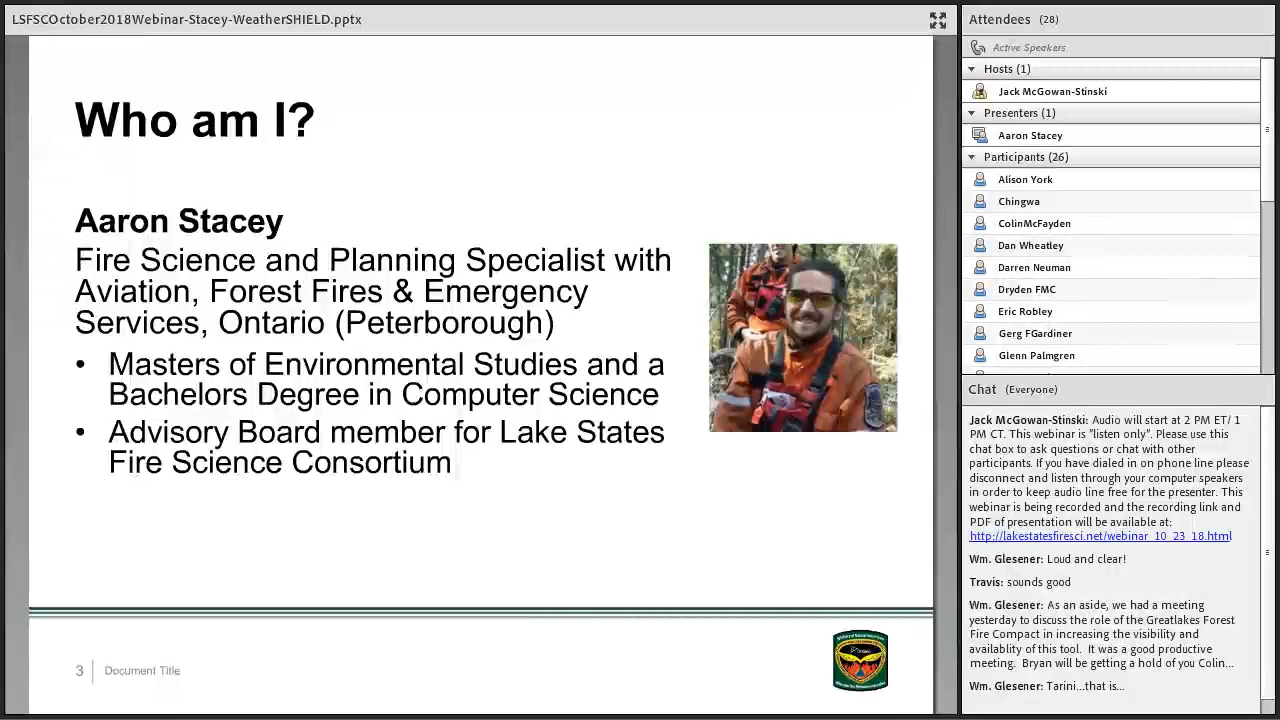 LSFSCOctober2018Webinar-Stacey-WeatherSHIELD.pptx
Who am I?
Aaron Stacey
Fire Science and Planning Specialist with
Aviation, Forest Fires & Emergency
Services, Ontario (Peterborough)
• Masters of Environmental Studies and a
Bachelors Degree in Computer Science
• Advisory Board member for Lake States
Fire Science Consortium
3 Document Title
Attendees (28)
Active Speakers
Hosts (1)
Jack McGowan-Stinski
Presenters (1)
Aaron Stacey
Participants (26)
Alison York
Chingwa
ColinMcFayden
Dan Wheatley
Darren Neuman
Dryden FMC
Eric Robley
Gerg FGardiner
Glenn Palmgren
Chat (Everyone)
Jack McGowan-Stinski: Audio will start at 2 PM ET/ 1
PM CT. This webinar is "listen only". Please use this
chat box to ask questions or chat with other
participants. If you have dialed in on phone line please
disconnect and listen through your computer speakers
in order to keep audio line free for the presenter. This
webinar is being recorded and the recording link and
PDF of presentation will be available at:
http://lakestatesfiresci.net/webinar_10_23_18.html
Wm. Glesener: Loud and clear!
Travis: sounds good
Wm. Glesener: As an aside, we had a meeting
yesterday to discuss the role of the Greatlakes Forest
Fire Compact in increasing the visibility and
availablity of this tool. It was a good productive
meeting. Bryan will be getting a hold of you Colin...
Wm. Glesener: Tarini...that is...